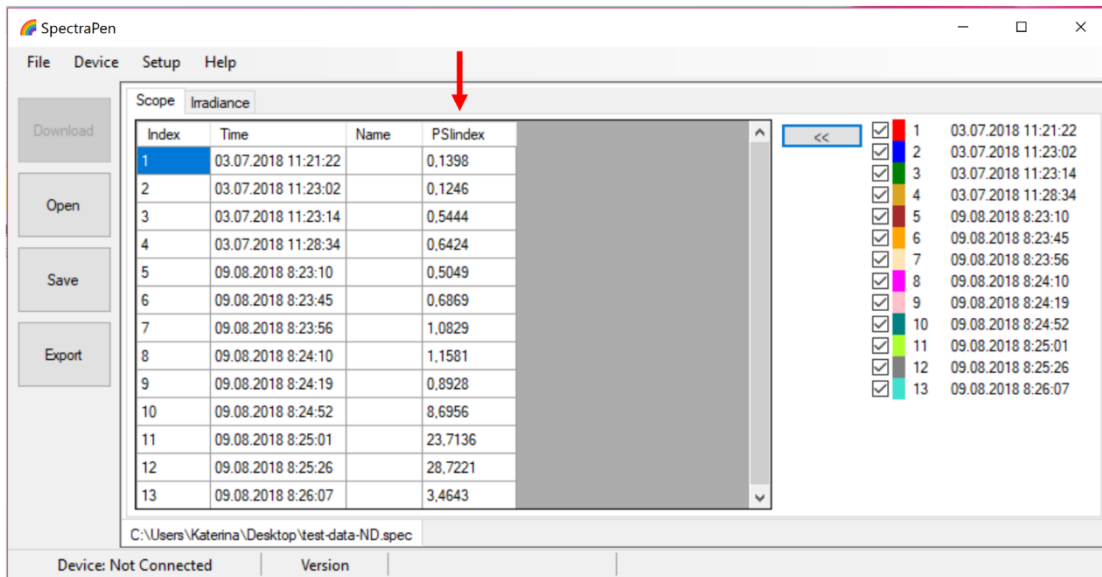 SpectraPen
File Device Setup Help
Download
Open
Save
Export
Scope Irradiance
Index Time Name PSIindex
1 03.07.2018 11:21:22 0,1398
2 03.07.2018 11:23:02 0,1246
3 03.07.2018 11:23:14 0,5444
4 03.07.2018 11:28:34 0,6424
5 09.08.2018 8:23:10 0,5049
6 09.08.2018 8:23:45 0,6869
7 09.08.2018 8:23:56 1,0829
8 09.08.2018 8:24:10 1,1581
9 09.08.2018 8:24:19 0,8928
10 09.08.2018 8:24:52 8,6956
11 09.08.2018 8:25:01 23,7136
12 09.08.2018 8:25:26 28,7221
13 09.08.2018 8:26:07 3,4643
<<
1 03.07.2018 11:21:22
2 03.07.2018 11:23:02
3 03.07.2018 11:23:14
4 03.07.2018 11:28:34
5 09.08.2018 8:23:10
6 09.08.2018 8:23:45
7 09.08.2018 8:23:56
8 09.08.2018 8:24:10
9 09.08.2018 8:24:19
10 09.08.2018 8:24:52
11 09.08.2018 8:25:01
12 09.08.2018 8:25:26
13 09.08.2018 8:26:07
C:\Users\Katerina\Desktop\test-data-ND.spec
Device: Not Connected Version